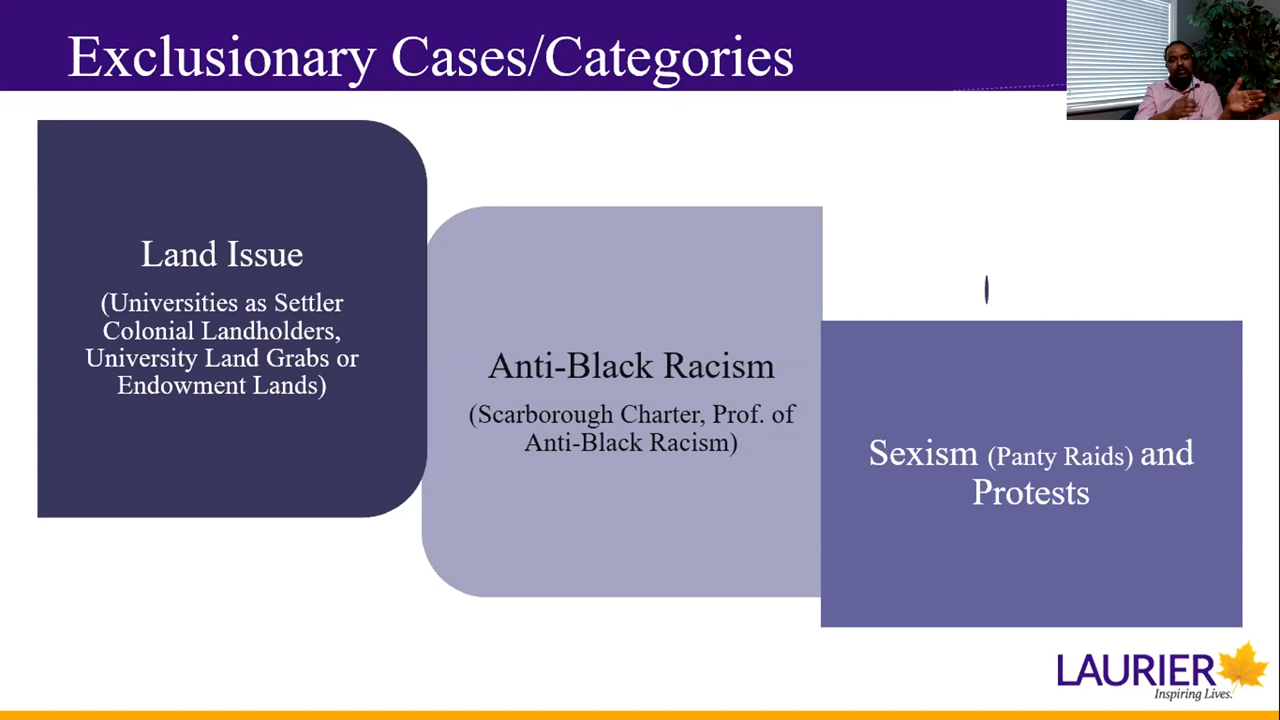 Exclusionary Cases/Categories
Land Issue
(Universities as Settler
Colonial Landholders,
University Land Grabs or
Endowment Lands)
Anti-Black Racism
(Scarborough Charter, Prof. of
Anti-Black Racism)
Sexism (Panty Raids) and
Protests
LAURIER
Inspiring Lives.